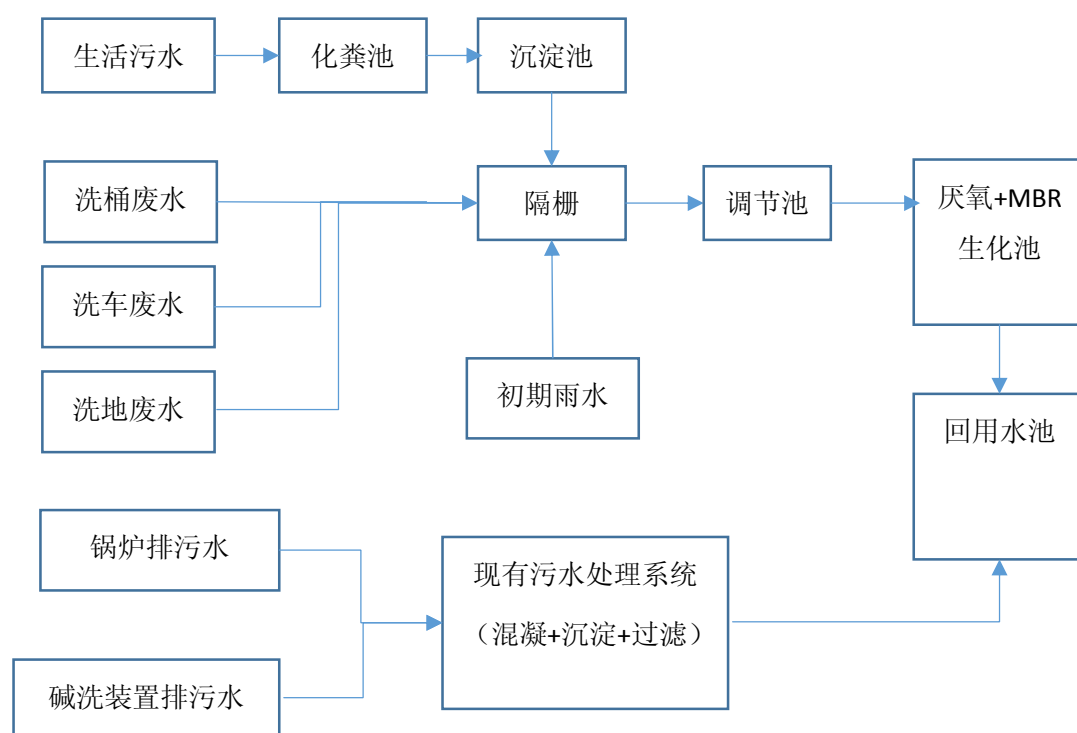 生活污水
化粪池
沉淀池
洗桶废水
隔栅
调节池
厌氧+MBR
生化池
洗车废水
洗地废水
初期雨水
回用水池
锅炉排污水
现有污水处理系统
（混凝+沉淀+过滤）
碱洗装置排污水